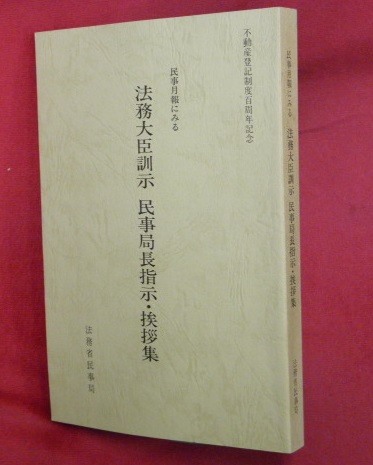 不動産登記制度百周年記念
民事月報にみる
法務大臣訓示 民事局長指示・挨拶集
法務省民事局
民事月報にみる 法務大臣訓示 民事局長指示・挨拶集
法務省民事局